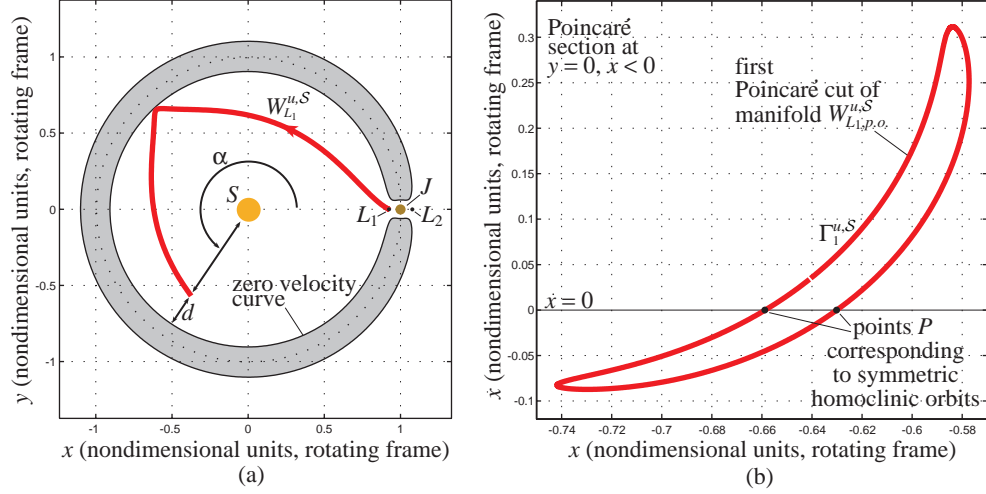 1
0.5
0
-0.5
-1
-1
-0.5
0
0.5
1
y (nondimensional units, rotating frame)
x (nondimensional units, rotating frame)
(a)
W^{u,S}_{L_1}
α
S
J
L_1
L_2
zero velocity
curve
d
0.3
0.25
0.2
0.15
0.1
0.05
0
-0.05
-0.1
-0.74
-0.72
-0.7
-0.68
-0.66
-0.64
-0.62
-0.6
-0.58
ẋ (nondimensional units, rotating frame)
x (nondimensional units, rotating frame)
(b)
Poincaré
section at
y = 0, x < 0
first
Poincaré cut of
manifold W^{u,S}_{L_1,p.o.}
Γ^{u,S}_1
ẋ = 0
points P
corresponding
to symmetric
homoclinic orbits